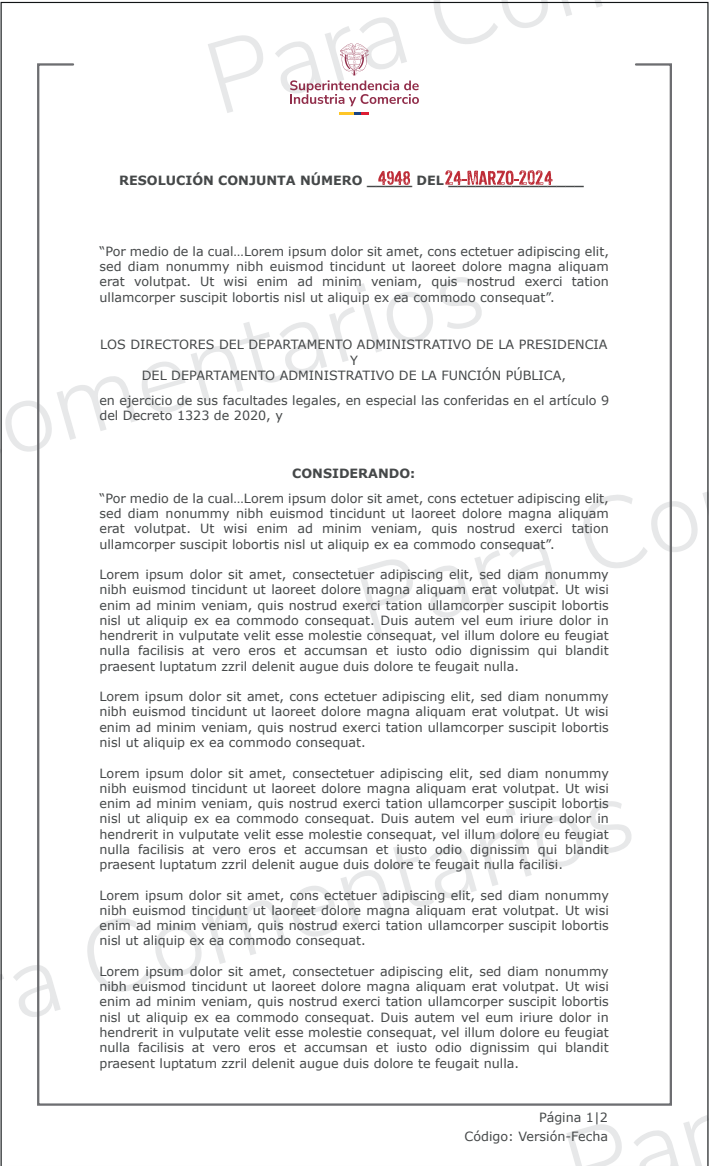 Superintendencia de
Industria y Comercio
RESOLUCIÓN CONJUNTA NÚMERO 4948 DEL 24-MARZO-2024
“Por medio de la cual…Lorem ipsum dolor sit amet, cons ectetuer adipiscing elit,
sed diam nonummy nibh euismod tincidunt ut laoreet dolore magna aliquam
erat volutpat. Ut wisi enim ad minim veniam, quis nostrud exerci tation
ullamcorper suscipit lobortis nisl ut aliquip ex ea commodo consequat”.
LOS DIRECTORES DEL DEPARTAMENTO ADMINISTRATIVO DE LA PRESIDENCIA
Y
DEL DEPARTAMENTO ADMINISTRATIVO DE LA FUNCIÓN PÚBLICA,
en ejercicio de sus facultades legales, en especial las conferidas en el artículo 9
del Decreto 1323 de 2020, y
CONSIDERANDO:
“Por medio de la cual…Lorem ipsum dolor sit amet, cons ectetuer adipiscing elit,
sed diam nonummy nibh euismod tincidunt ut laoreet dolore magna aliquam
erat volutpat. Ut wisi enim ad minim veniam, quis nostrud exerci tation
ullamcorper suscipit lobortis nisl ut aliquip ex ea commodo consequat”.
Lorem ipsum dolor sit amet, consectetuer adipiscing elit, sed diam nonummy
nibh euismod tincidunt ut laoreet dolore magna aliquam erat volutpat. Ut wisi
enim ad minim veniam, quis nostrud exerci tation ullamcorper suscipit lobortis
nisl ut aliquip ex ea commodo consequat. Duis autem vel eum iriure dolor in
hendrerit in vulputate velit esse molestie consequat, vel illum dolore eu feugiat
nulla facilisis at vero eros et accumsan et iusto odio dignissim qui blandit
praesent luptatum zzril delenit augue duis dolore te feugait nulla.
Lorem ipsum dolor sit amet, cons ectetuer adipiscing elit, sed diam nonummy
nibh euismod tincidunt ut laoreet dolore magna aliquam erat volutpat. Ut wisi
enim ad minim veniam, quis nostrud exerci tation ullamcorper suscipit lobortis
nisl ut aliquip ex ea commodo consequat.
Lorem ipsum dolor sit amet, consectetuer adipiscing elit, sed diam nonummy
nibh euismod tincidunt ut laoreet dolore magna aliquam erat volutpat. Ut wisi
enim ad minim veniam, quis nostrud exerci tation ullamcorper suscipit lobortis
nisl ut aliquip ex ea commodo consequat. Duis autem vel eum iriure dolor in
hendrerit in vulputate velit esse molestie consequat, vel illum dolore eu feugiat
nulla facilisis at vero eros et accumsan et iusto odio dignissim qui blandit
praesent luptatum zzril delenit augue duis dolore te feugait nulla facilisi.
Lorem ipsum dolor sit amet, cons ectetuer adipiscing elit, sed diam nonummy
nibh euismod tincidunt ut laoreet dolore magna aliquam erat volutpat. Ut wisi
enim ad minim veniam, quis nostrud exerci tation ullamcorper suscipit lobortis
nisl ut aliquip ex ea commodo consequat.
Lorem ipsum dolor sit amet, consectetuer adipiscing elit, sed diam nonummy
nibh euismod tincidunt ut laoreet dolore magna aliquam erat volutpat. Ut wisi
enim ad minim veniam, quis nostrud exerci tation ullamcorper suscipit lobortis
nisl ut aliquip ex ea commodo consequat. Duis autem vel eum iriure dolor in
hendrerit in vulputate velit esse molestie consequat, vel illum dolore eu feugiat
nulla facilisis at vero eros et accumsan et iusto odio dignissim qui blandit
praesent luptatum zzril delenit augue duis dolore te feugait nulla.
Página 1|2
Código: Versión-Fecha
Para Com
omentarios
Para Co
ra Comentarios
Par